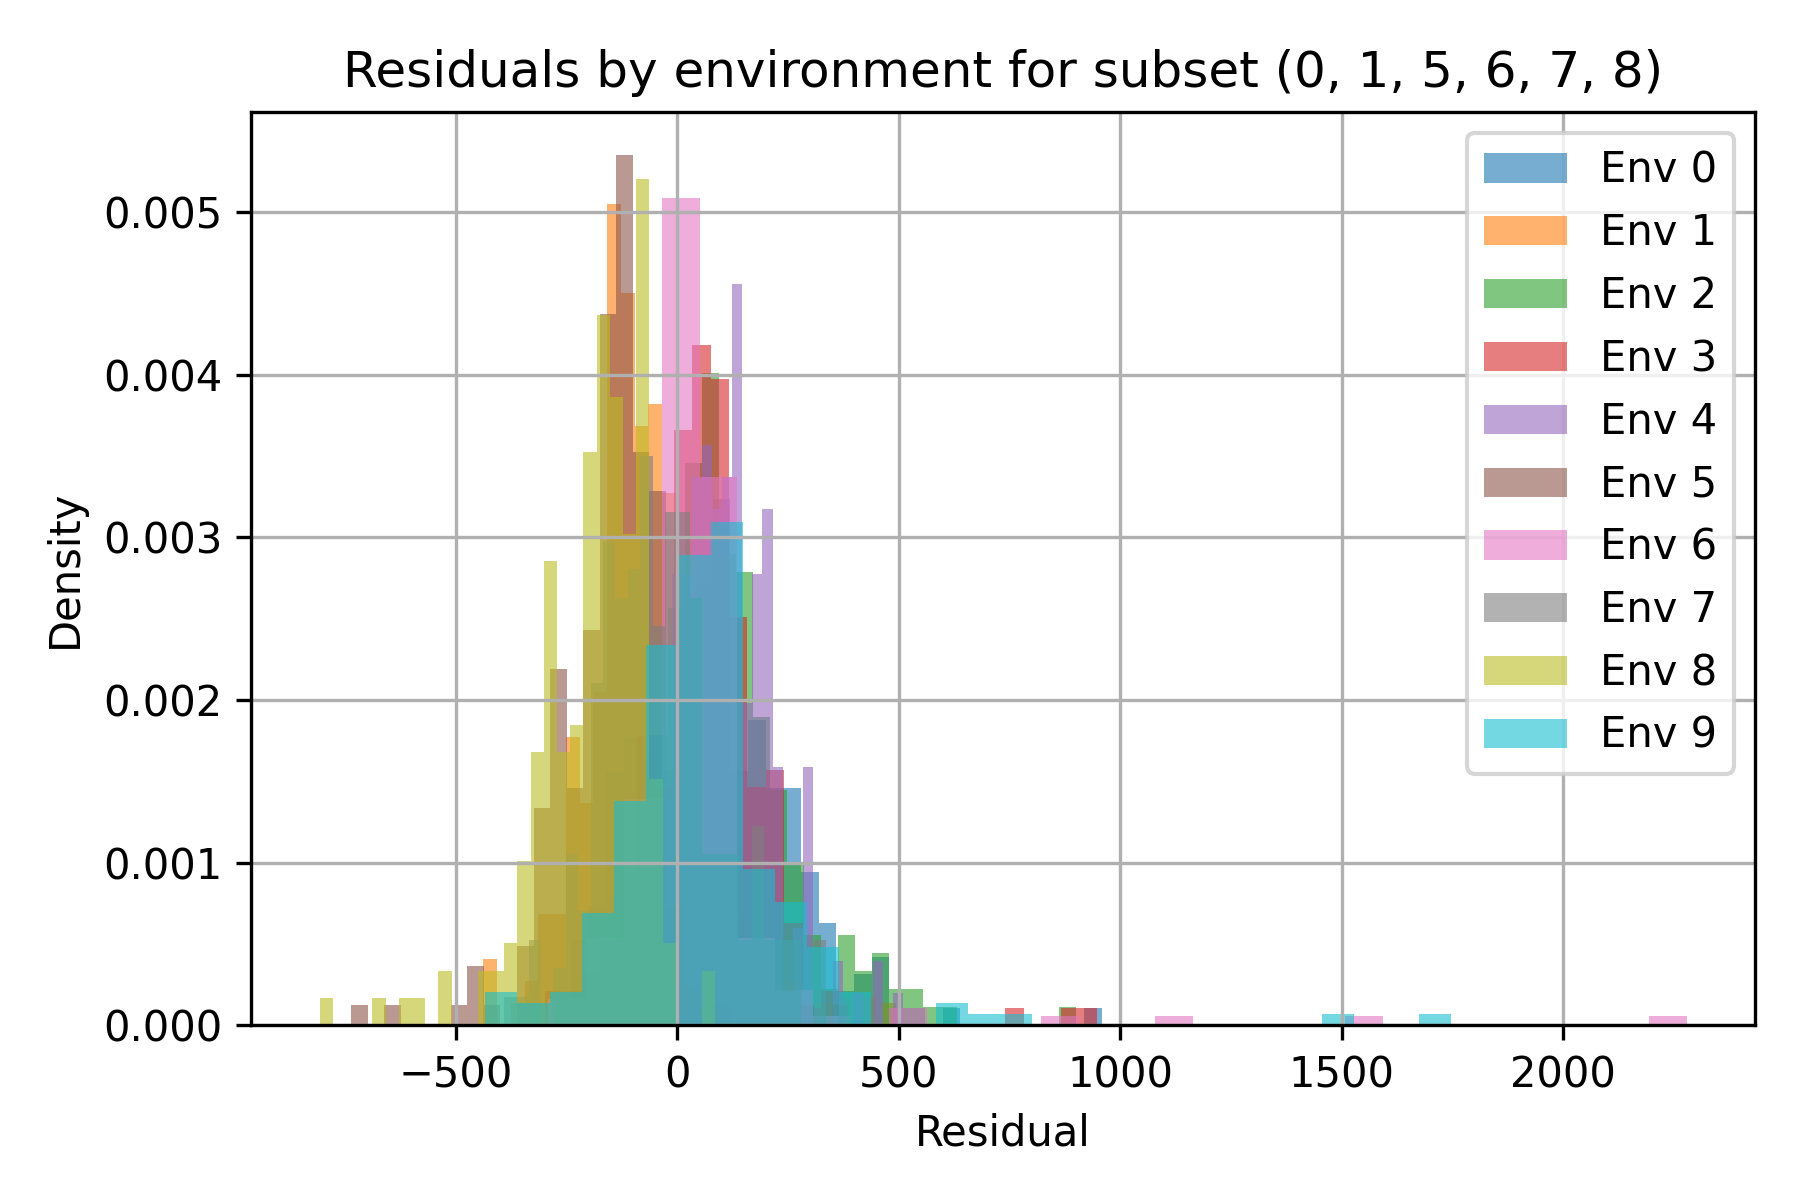 Residuals by environment for subset (0, 1, 5, 6, 7, 8)
0.005
0.004
0.003
0.002
0.001
0.000
Density
−500
0
500
1000
1500
2000
Residual
Env 0
Env 1
Env 2
Env 3
Env 4
Env 5
Env 6
Env 7
Env 8
Env 9